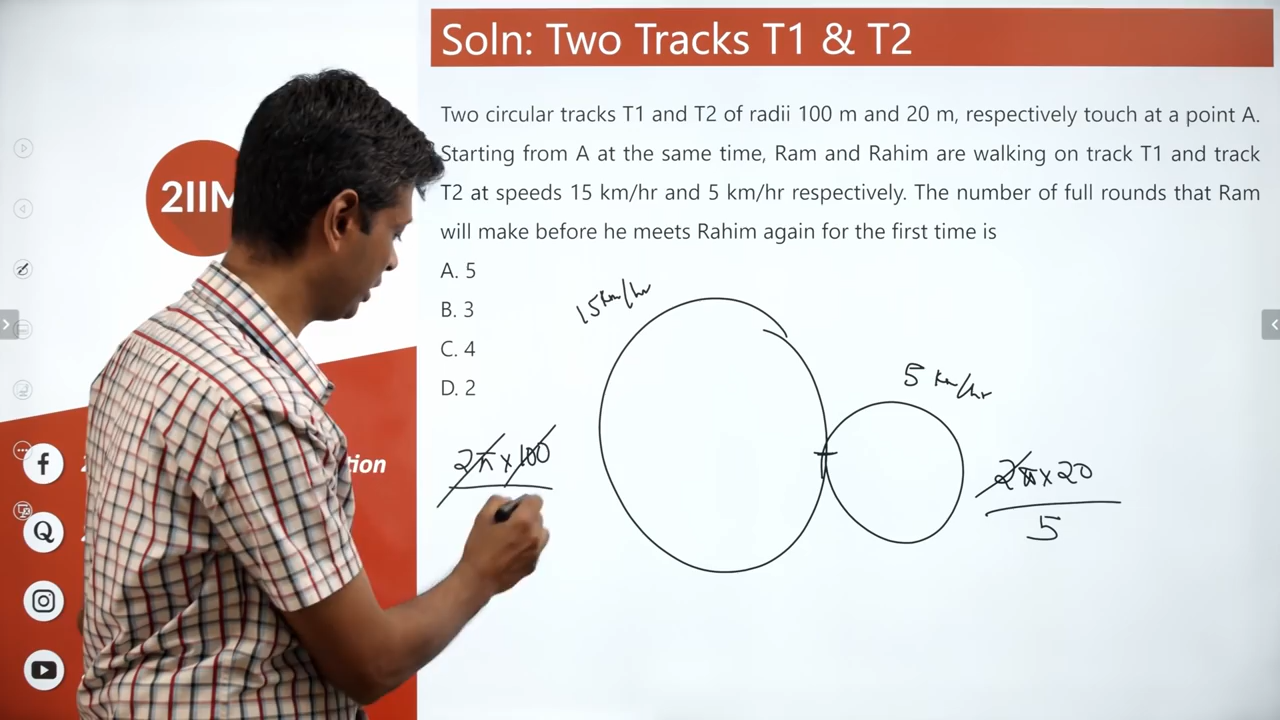 Soln: Two Tracks T1 & T2
Two circular tracks T1 and T2 of radii 100 m and 20 m, respectively touch at a point A.
Starting from A at the same time, Ram and Rahim are walking on track T1 and track
T2 at speeds 15 km/hr and 5 km/hr respectively. The number of full rounds that Ram
will make before he meets Rahim again for the first time is
A. 5
B. 3
C. 4
D. 2
2IIM
15 km/hr
5 km/hr
2π x 100
2π x 20
5